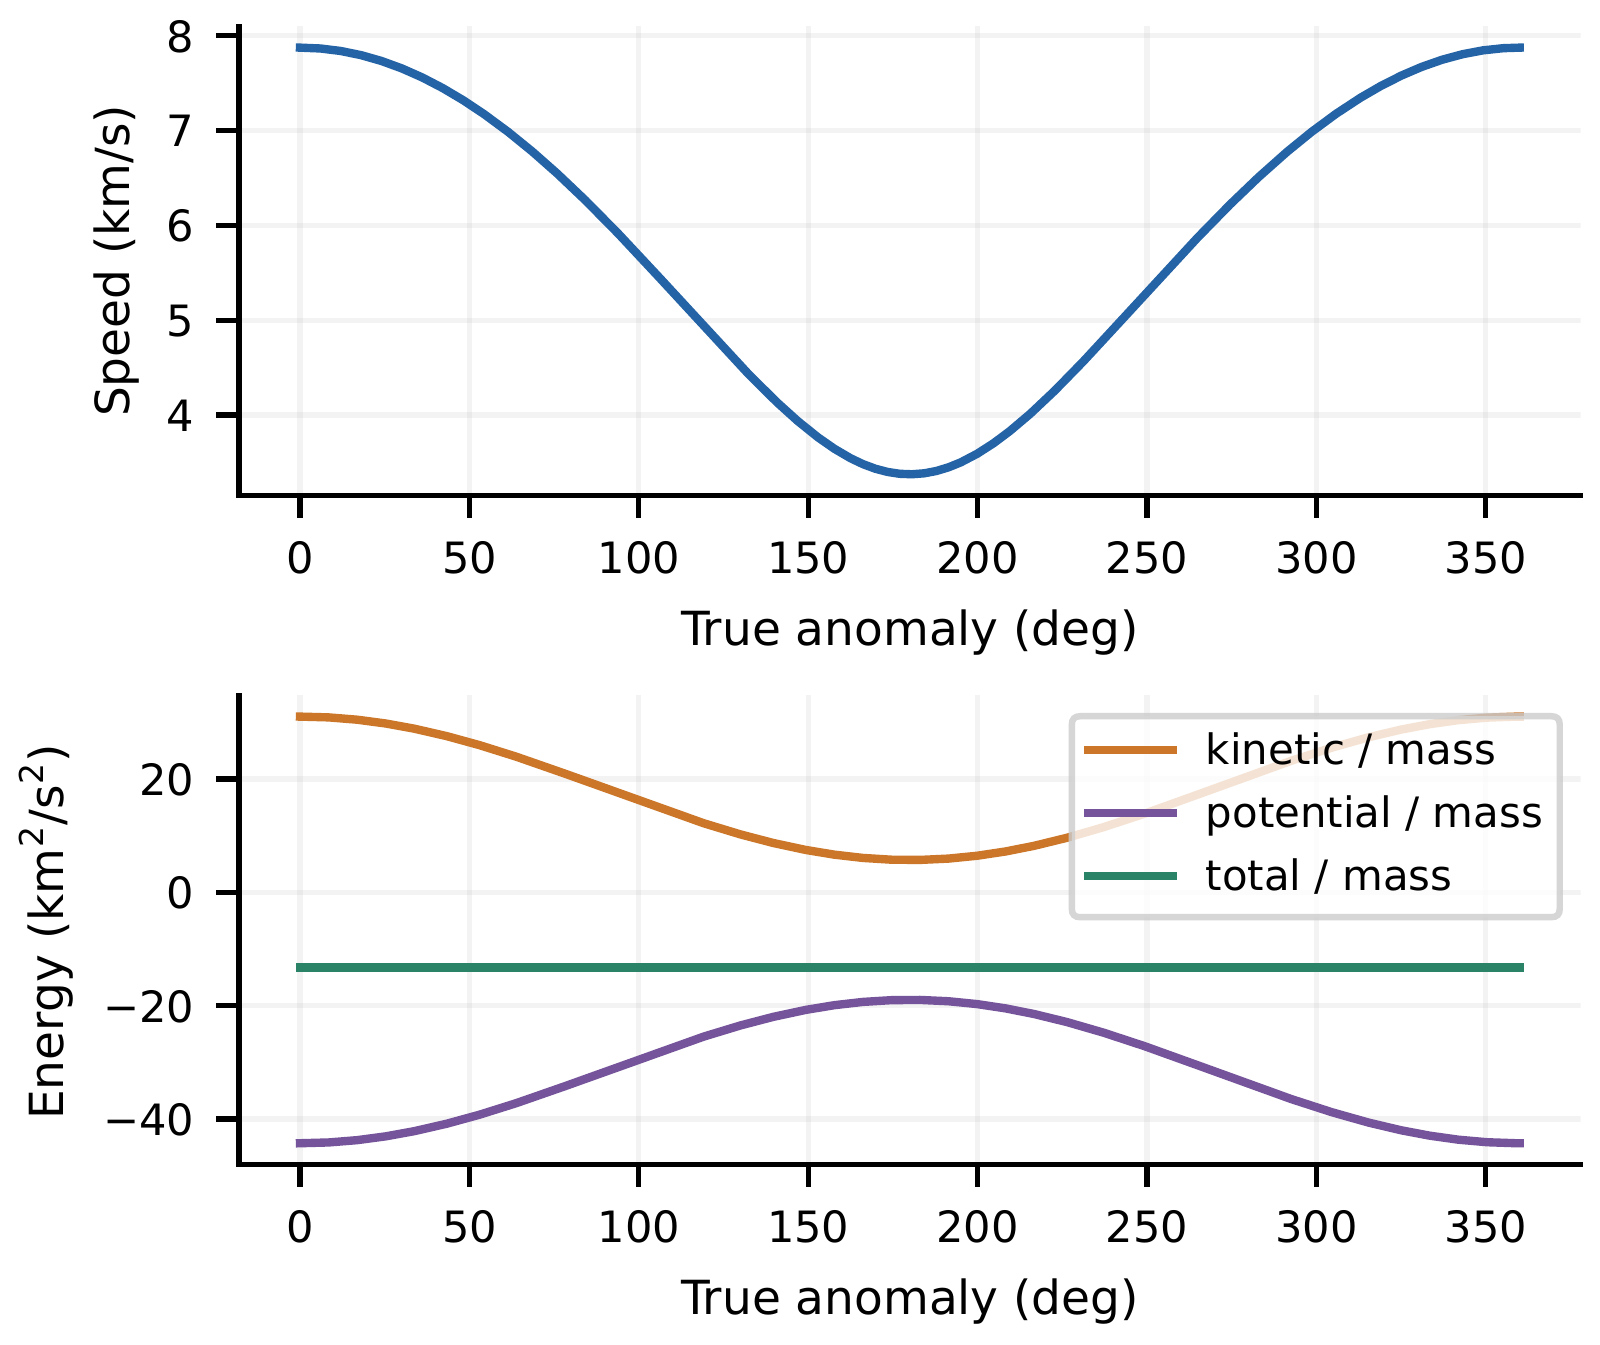 8
7
6
5
4
Speed (km/s)
0 50 100 150 200 250 300 350
True anomaly (deg)
20
0
−20
−40
Energy (km²/s²)
kinetic / mass
potential / mass
total / mass
0 50 100 150 200 250 300 350
True anomaly (deg)